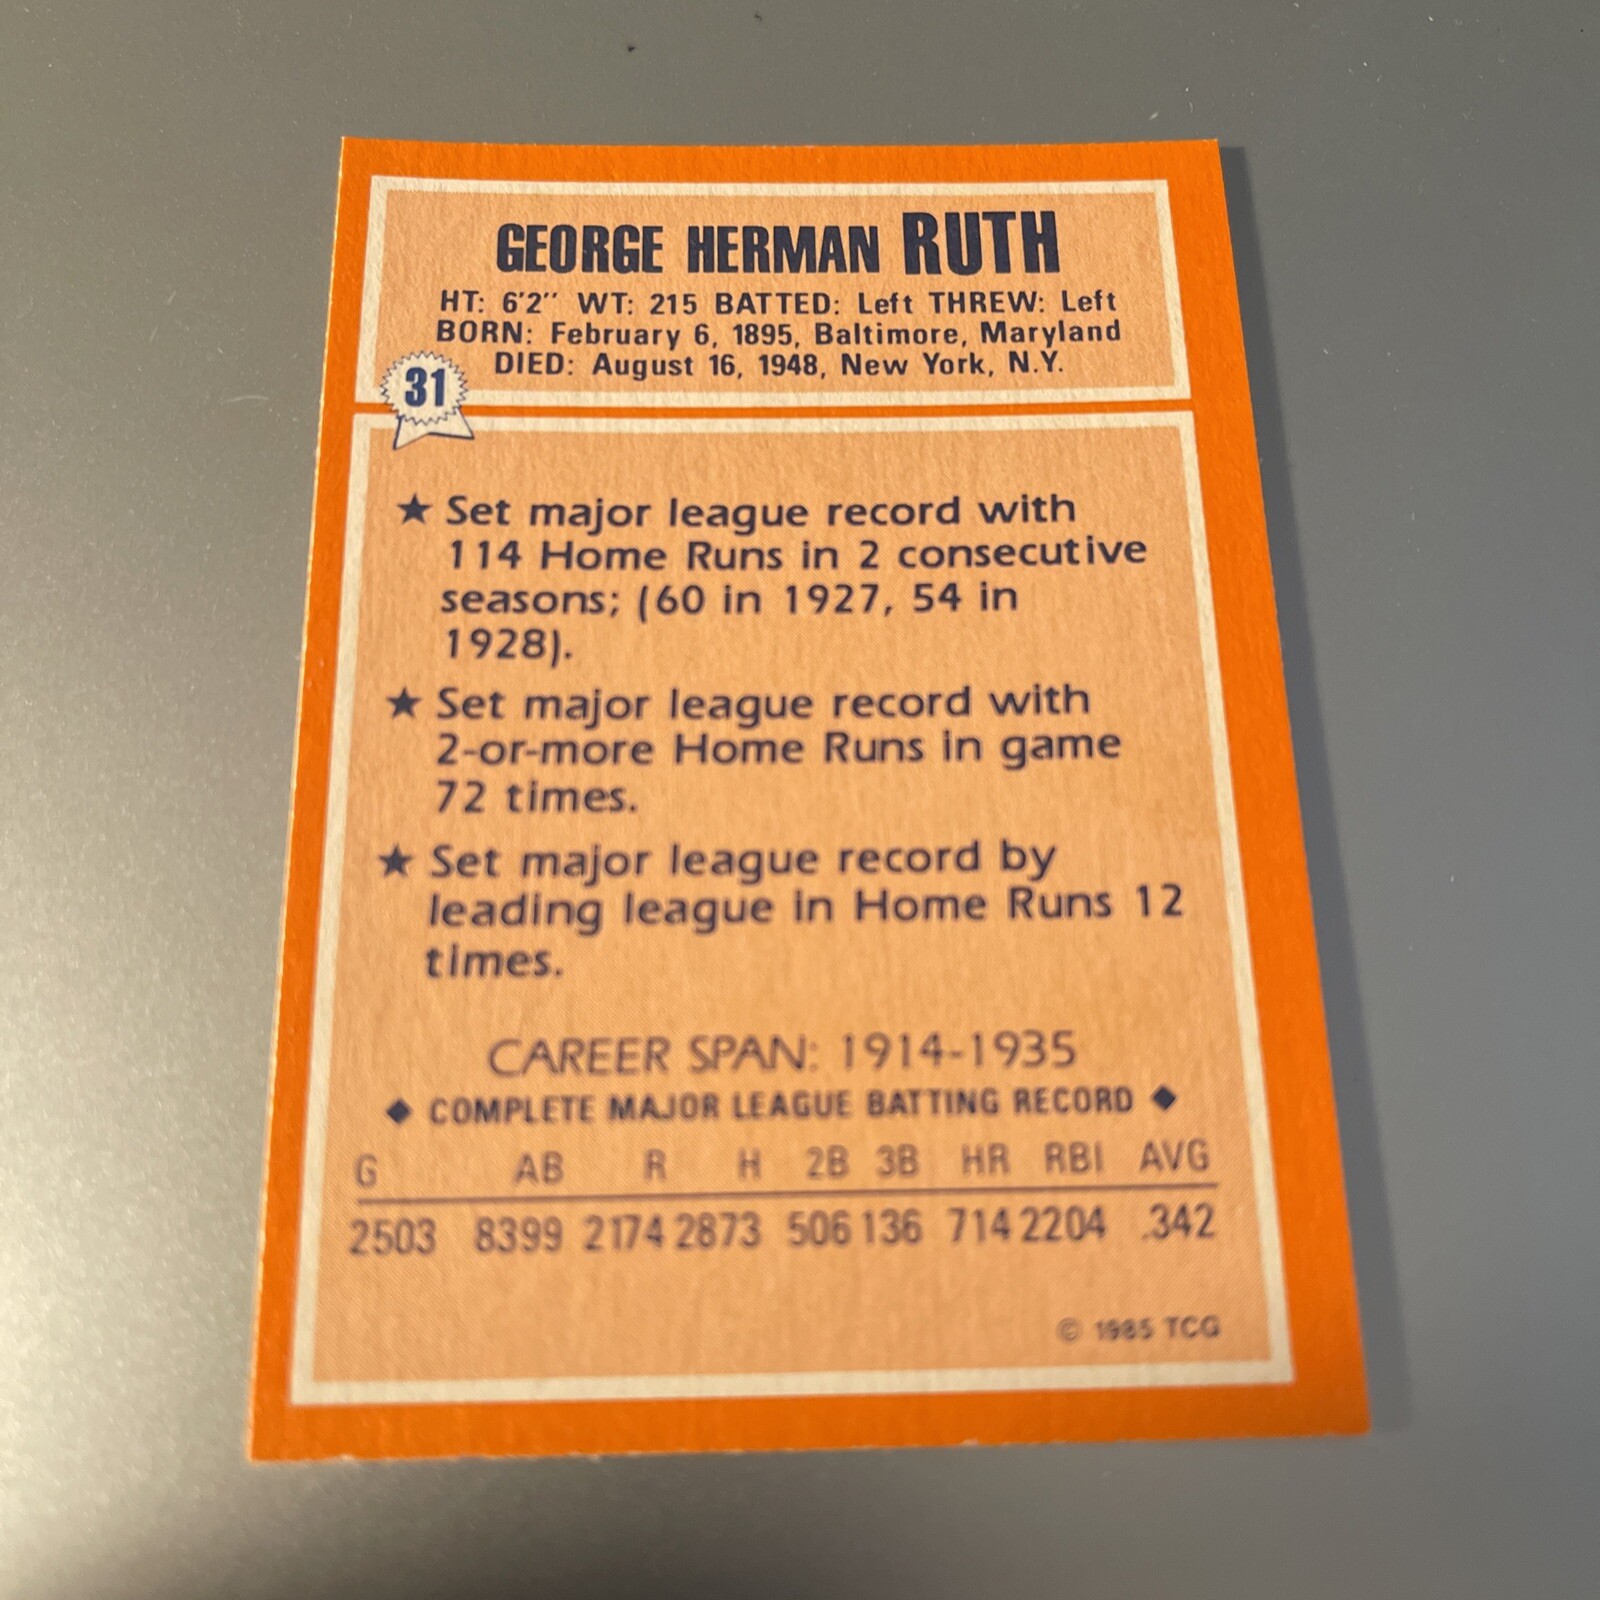 GEORGE HERMAN RUTH
HT: 6'2" WT: 215 BATTED: Left THREW: Left
BORN: February 6, 1895, Baltimore, Maryland
DIED: August 16, 1948, New York, N.Y.
31
★ Set major league record with
114 Home Runs in 2 consecutive
seasons; (60 in 1927, 54 in
1928).
★ Set major league record with
2-or-more Home Runs in game
72 times.
★ Set major league record by
leading league in Home Runs 12
times.
CAREER SPAN: 1914-1935
◆ COMPLETE MAJOR LEAGUE BATTING RECORD ◆
G AB R H 2B 3B HR RBI AVG
2503 8399 2174 2873 506 136 714 2204 .342
© 1985 TCG